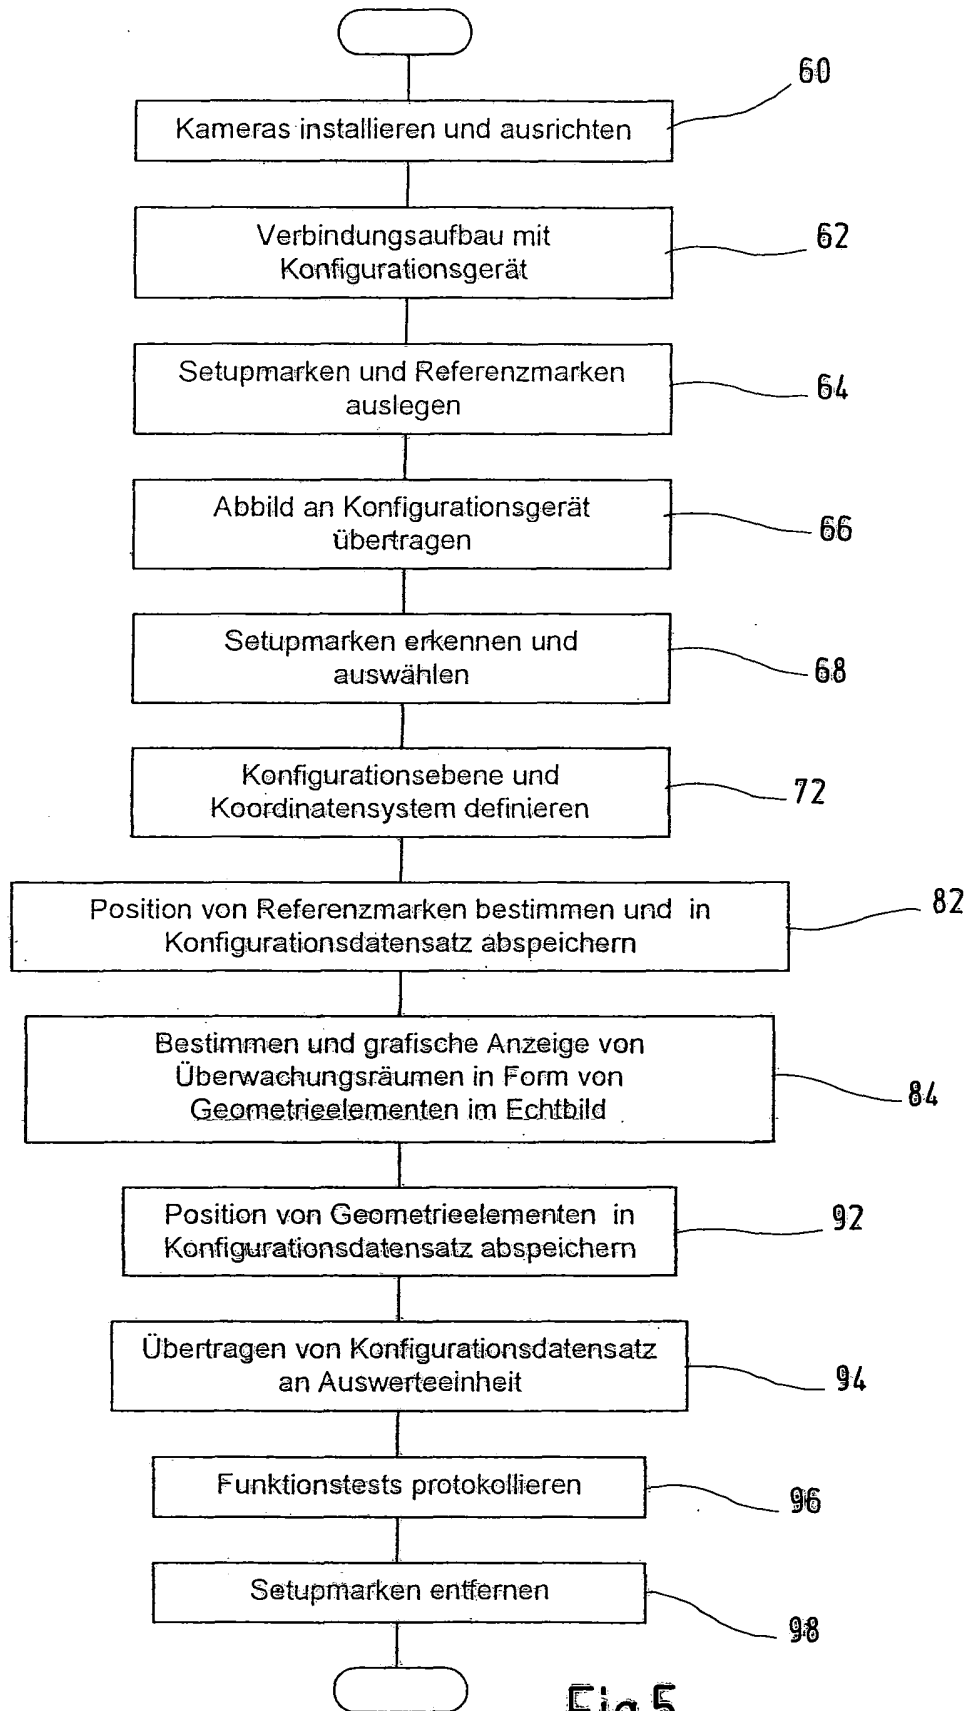 60
Kameras installieren und ausrichten
62
Verbindungsaufbau mit
Konfigurationsgerät
64
Setupmarken und Referenzmarken
auslegen
66
Abbild an Konfigurationsgerät
übertragen
68
Setupmarken erkennen und
auswählen
72
Konfigurationsebene und
Koordinatensystem definieren
82
Position von Referenzmarken bestimmen und in
Konfigurationsdatensatz abspeichern
84
Bestimmen und grafische Anzeige von
Überwachungsräumen in Form von
Geometrieelementen im Echtbild
92
Position von Geometrieelementen in
Konfigurationsdatensatz abspeichern
94
Übertragen von Konfigurationsdatensatz
an Auswerteeinheit
96
Funktionstests protokollieren
98
Setupmarken entfernen
Fig.5